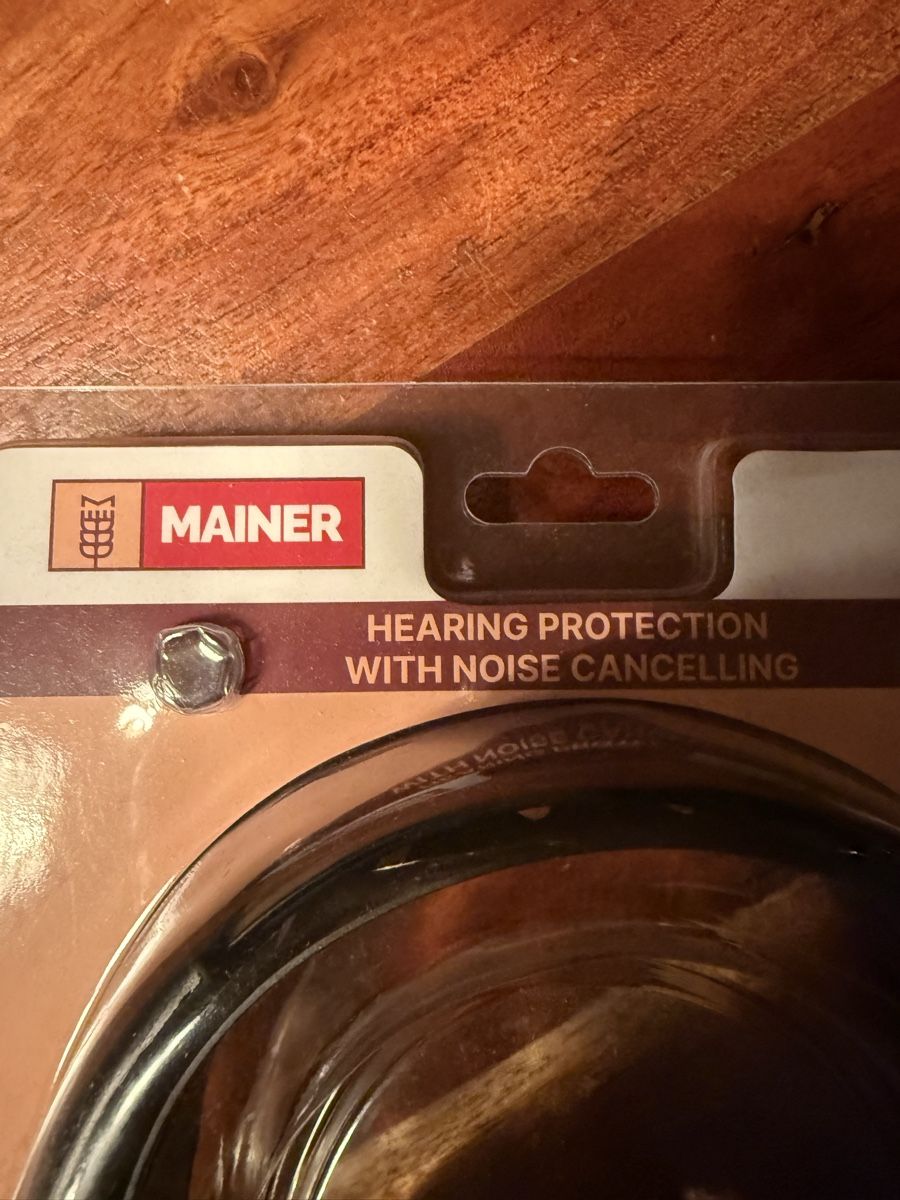 MAINER
HEARING PROTECTION
WITH NOISE CANCELLING